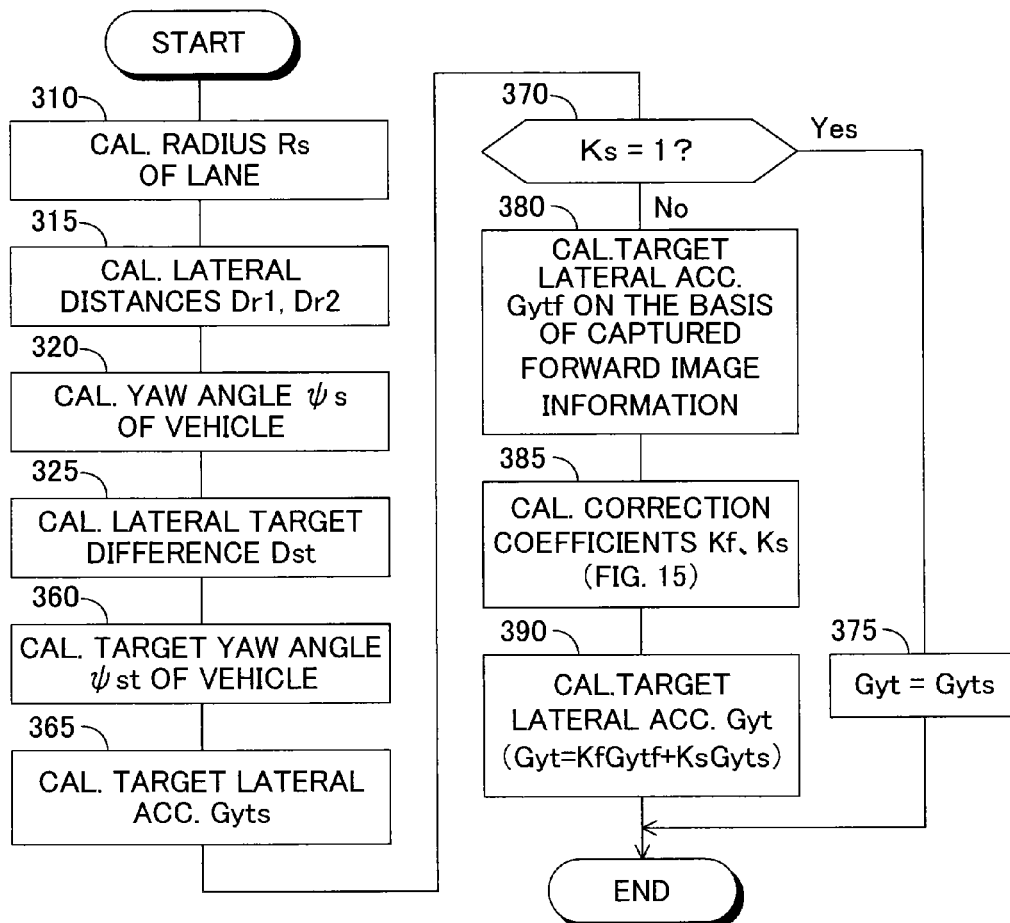 START
310
CAL. RADIUS Rs
OF LANE
315
CAL. LATERAL
DISTANCES Dr1, Dr2
320
CAL. YAW ANGLE ψs
OF VEHICLE
325
CAL. LATERAL TARGET
DIFFERENCE Dst
360
CAL. TARGET YAW ANGLE
ψst OF VEHICLE
365
CAL. TARGET LATERAL
ACC. Gyts
370
Ks = 1?
Yes
No
380
CAL.TARGET
LATERAL ACC.
Gytf ON THE BASIS
OF CAPTURED
FORWARD IMAGE
INFORMATION
385
CAL. CORRECTION
COEFFICIENTS Kf、Ks
(FIG. 15)
390
CAL.TARGET
LATERAL ACC. Gyt
(Gyt=KfGytf+KsGyts)
375
Gyt = Gyts
END